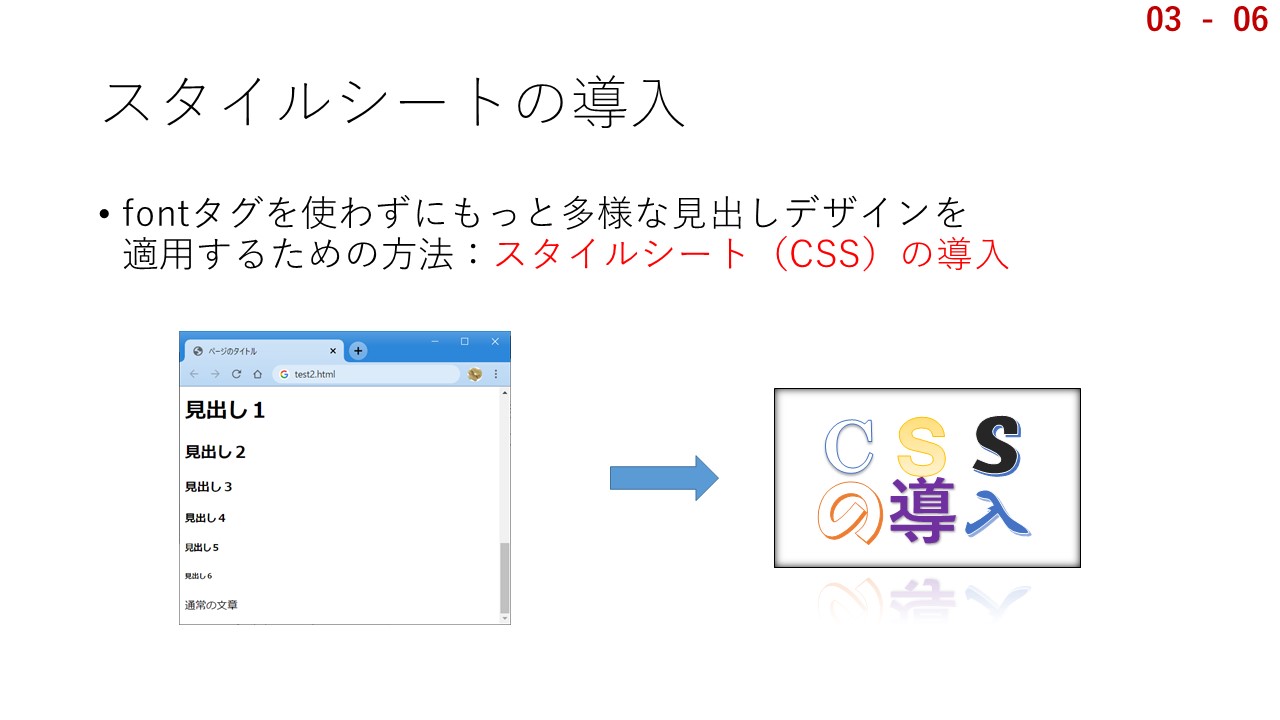 03 - 06
スタイルシートの導入
• fontタグを使わずにもっと多様な見出しデザインを
適用するための方法：スタイルシート（CSS）の導入
ページのタイトル
test2.html
見出し１
見出し２
見出し３
見出し４
見出し５
見出し６
通常の文章
CSS
の導入